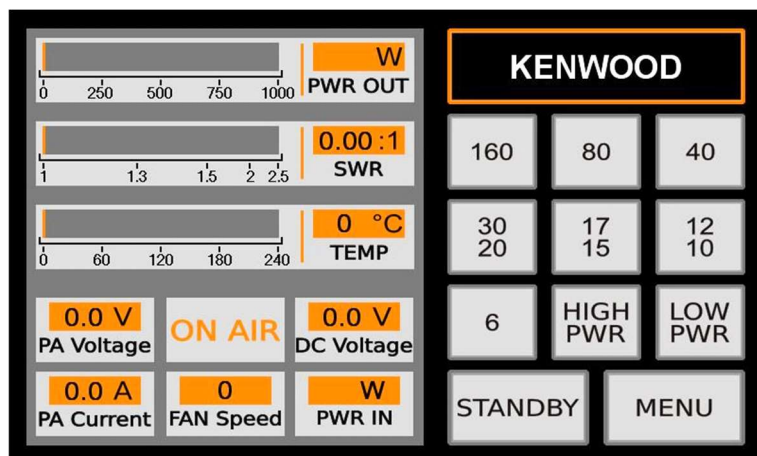 W
PWR OUT
0 250 500 750 1000
0.00 :1
SWR
1 1.3 1.5 2 2.5
0 °C
TEMP
0 60 120 180 240
0.0 V
PA Voltage
ON AIR
0.0 V
DC Voltage
0.0 A
PA Current
0
FAN Speed
W
PWR IN
KENWOOD
160
80
40
30
20
17
15
12
10
6
HIGH
PWR
LOW
PWR
STANDBY
MENU